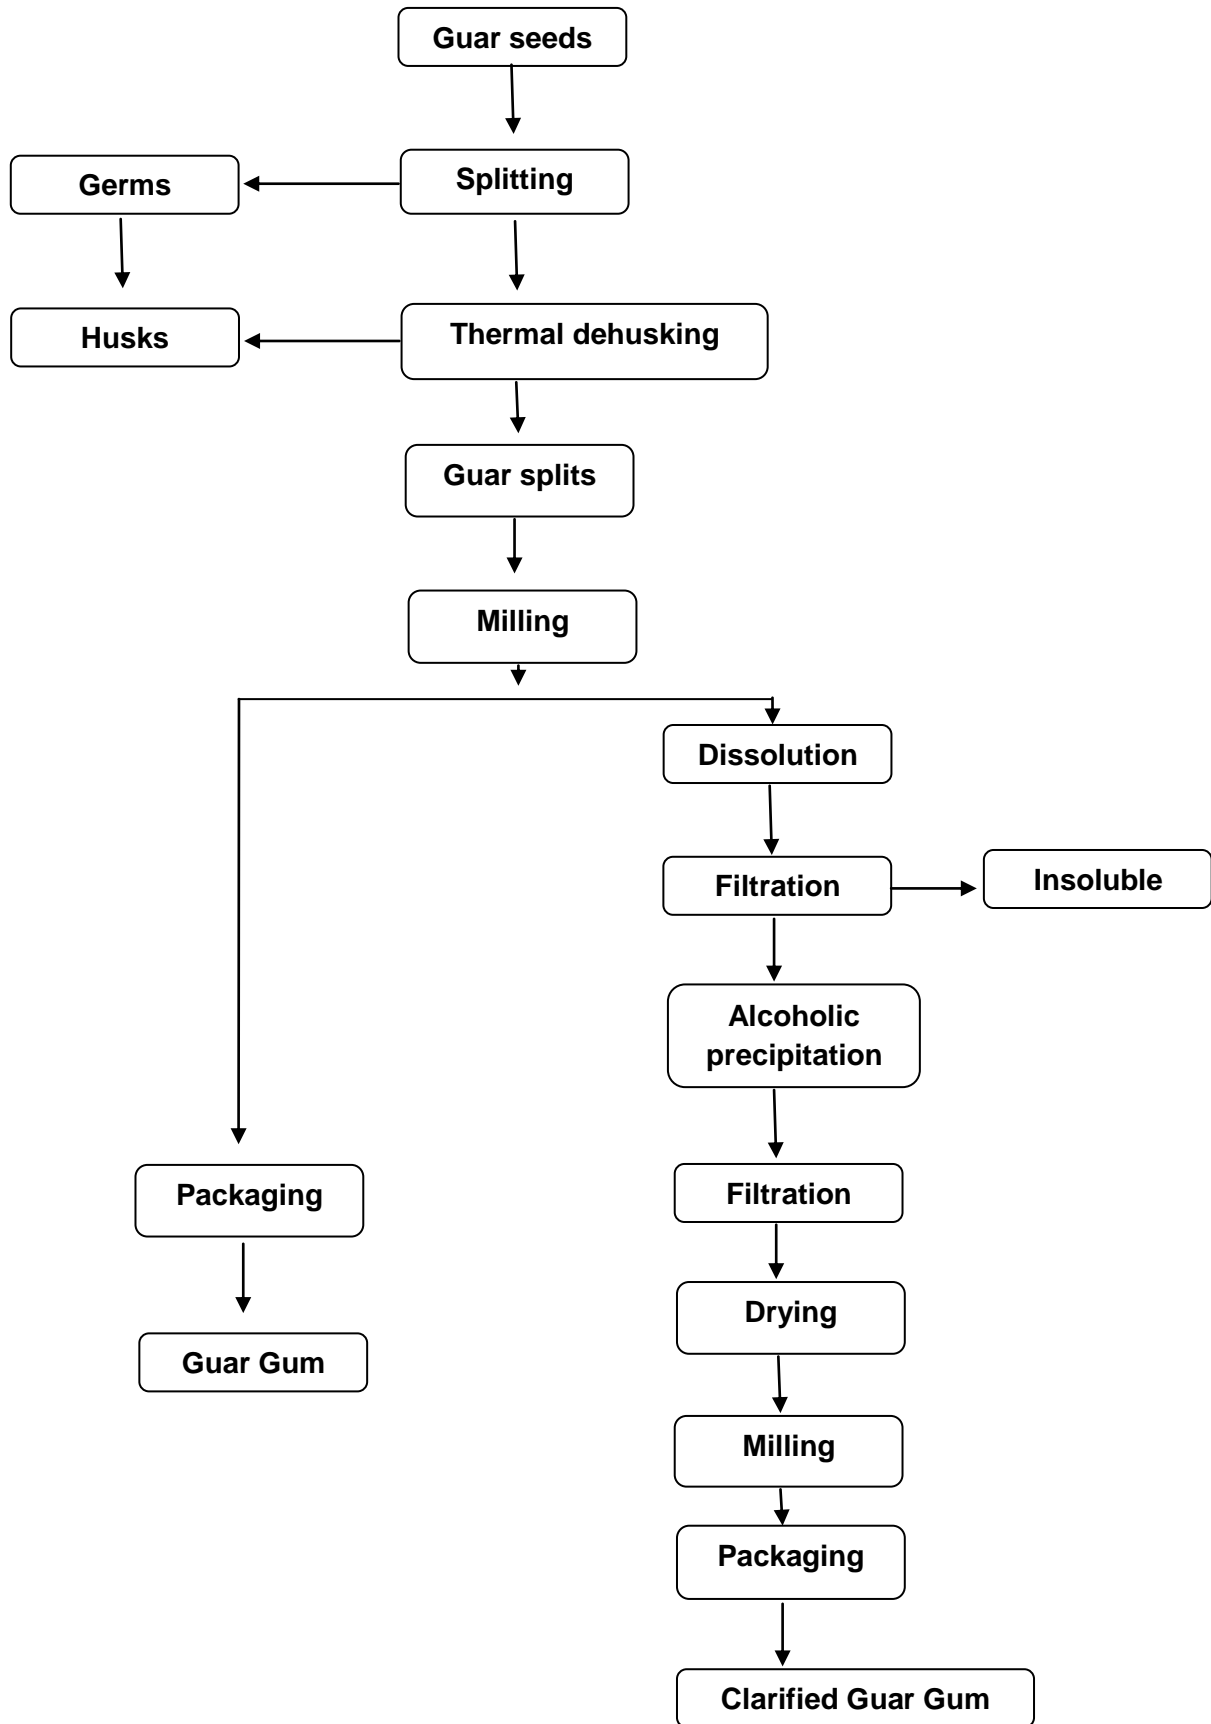 Guar seeds
Germs
Splitting
Husks
Thermal dehusking
Guar splits
Milling
Dissolution
Filtration
Insoluble
Alcoholic
precipitation
Packaging
Filtration
Guar Gum
Drying
Milling
Packaging
Clarified Guar Gum